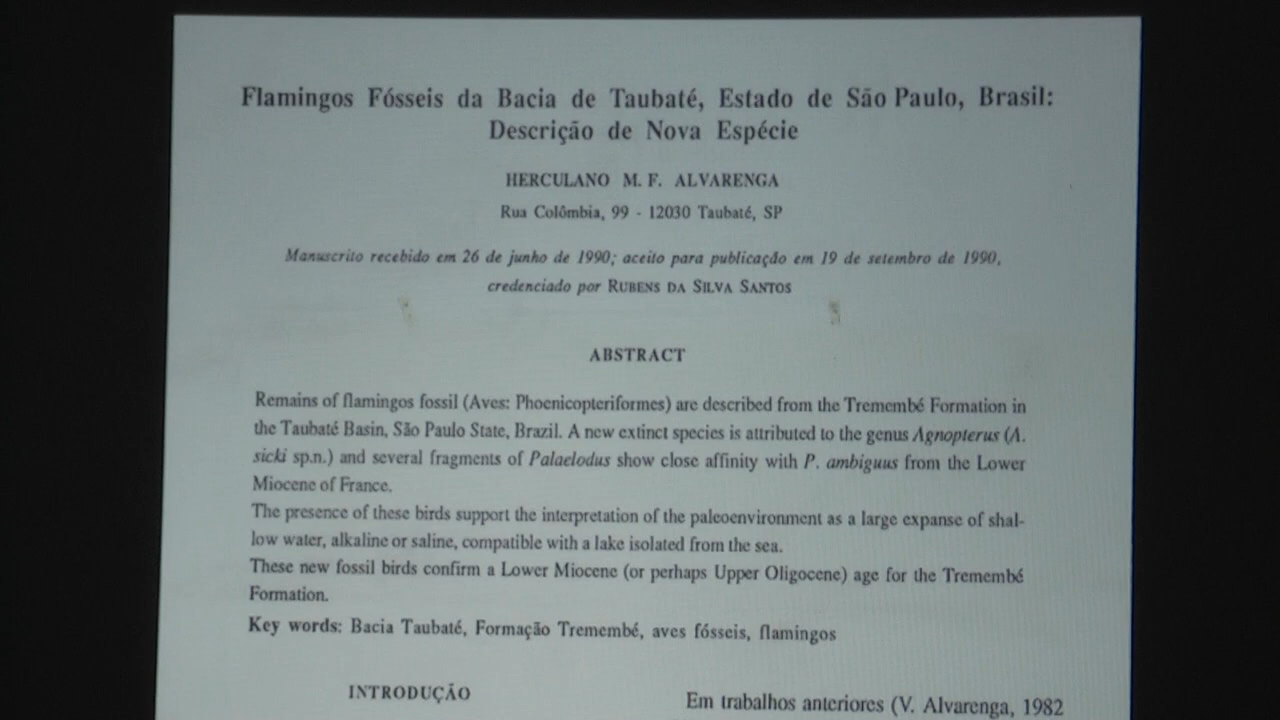 Flamingos Fósseis da Bacia de Taubaté, Estado de São Paulo, Brasil:
Descrição de Nova Espécie
HERCULANO M. F. ALVARENGA
Rua Colômbia, 99 - 12030 Taubaté, SP
Manuscrito recebido em 26 de junho de 1990; aceito para publicação em 19 de setembro de 1990,
credenciado por RUBENS DA SILVA SANTOS
ABSTRACT
Remains of flamingos fossil (Aves: Phoenicopteriformes) are described from the Tremembé Formation in
the Taubaté Basin, São Paulo State, Brazil. A new extinct species is attributed to the genus Agnopterus (A.
sicki sp.n.) and several fragments of Palaelodus show close affinity with P. ambiguus from the Lower
Miocene of France.
The presence of these birds support the interpretation of the paleoenvironment as a large expanse of shal-
low water, alkaline or saline, compatible with a lake isolated from the sea.
These new fossil birds confirm a Lower Miocene (or perhaps Upper Oligocene) age for the Tremembé
Formation.
Key words: Bacia Taubaté, Formação Tremembé, aves fósseis, flamingos
INTRODUÇÃO
Em trabalhos anteriores (V. Alvarenga, 1982